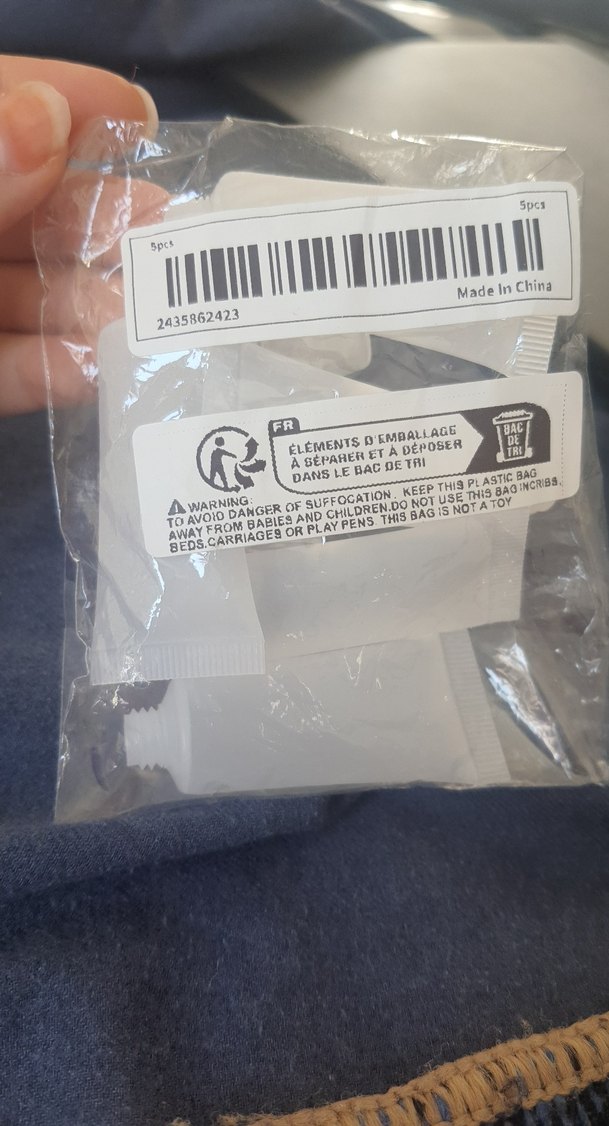 5pcs 5pcs
2435862423 Made In China
FR
ÉLÉMENTS D'EMBALLAGE
À SÉPARER ET À DÉPOSER
DANS LE BAC DE TRI
BAC
DE
TRI
WARNING:
TO AVOID DANGER OF SUFFOCATION. KEEP THIS PLASTIC BAG
AWAY FROM BABIES AND CHILDREN.DO NOT USE THIS BAG INCRIBS,
BEDS.CARRIAGES OR PLAY PENS. THIS BAG IS NOT A TOY